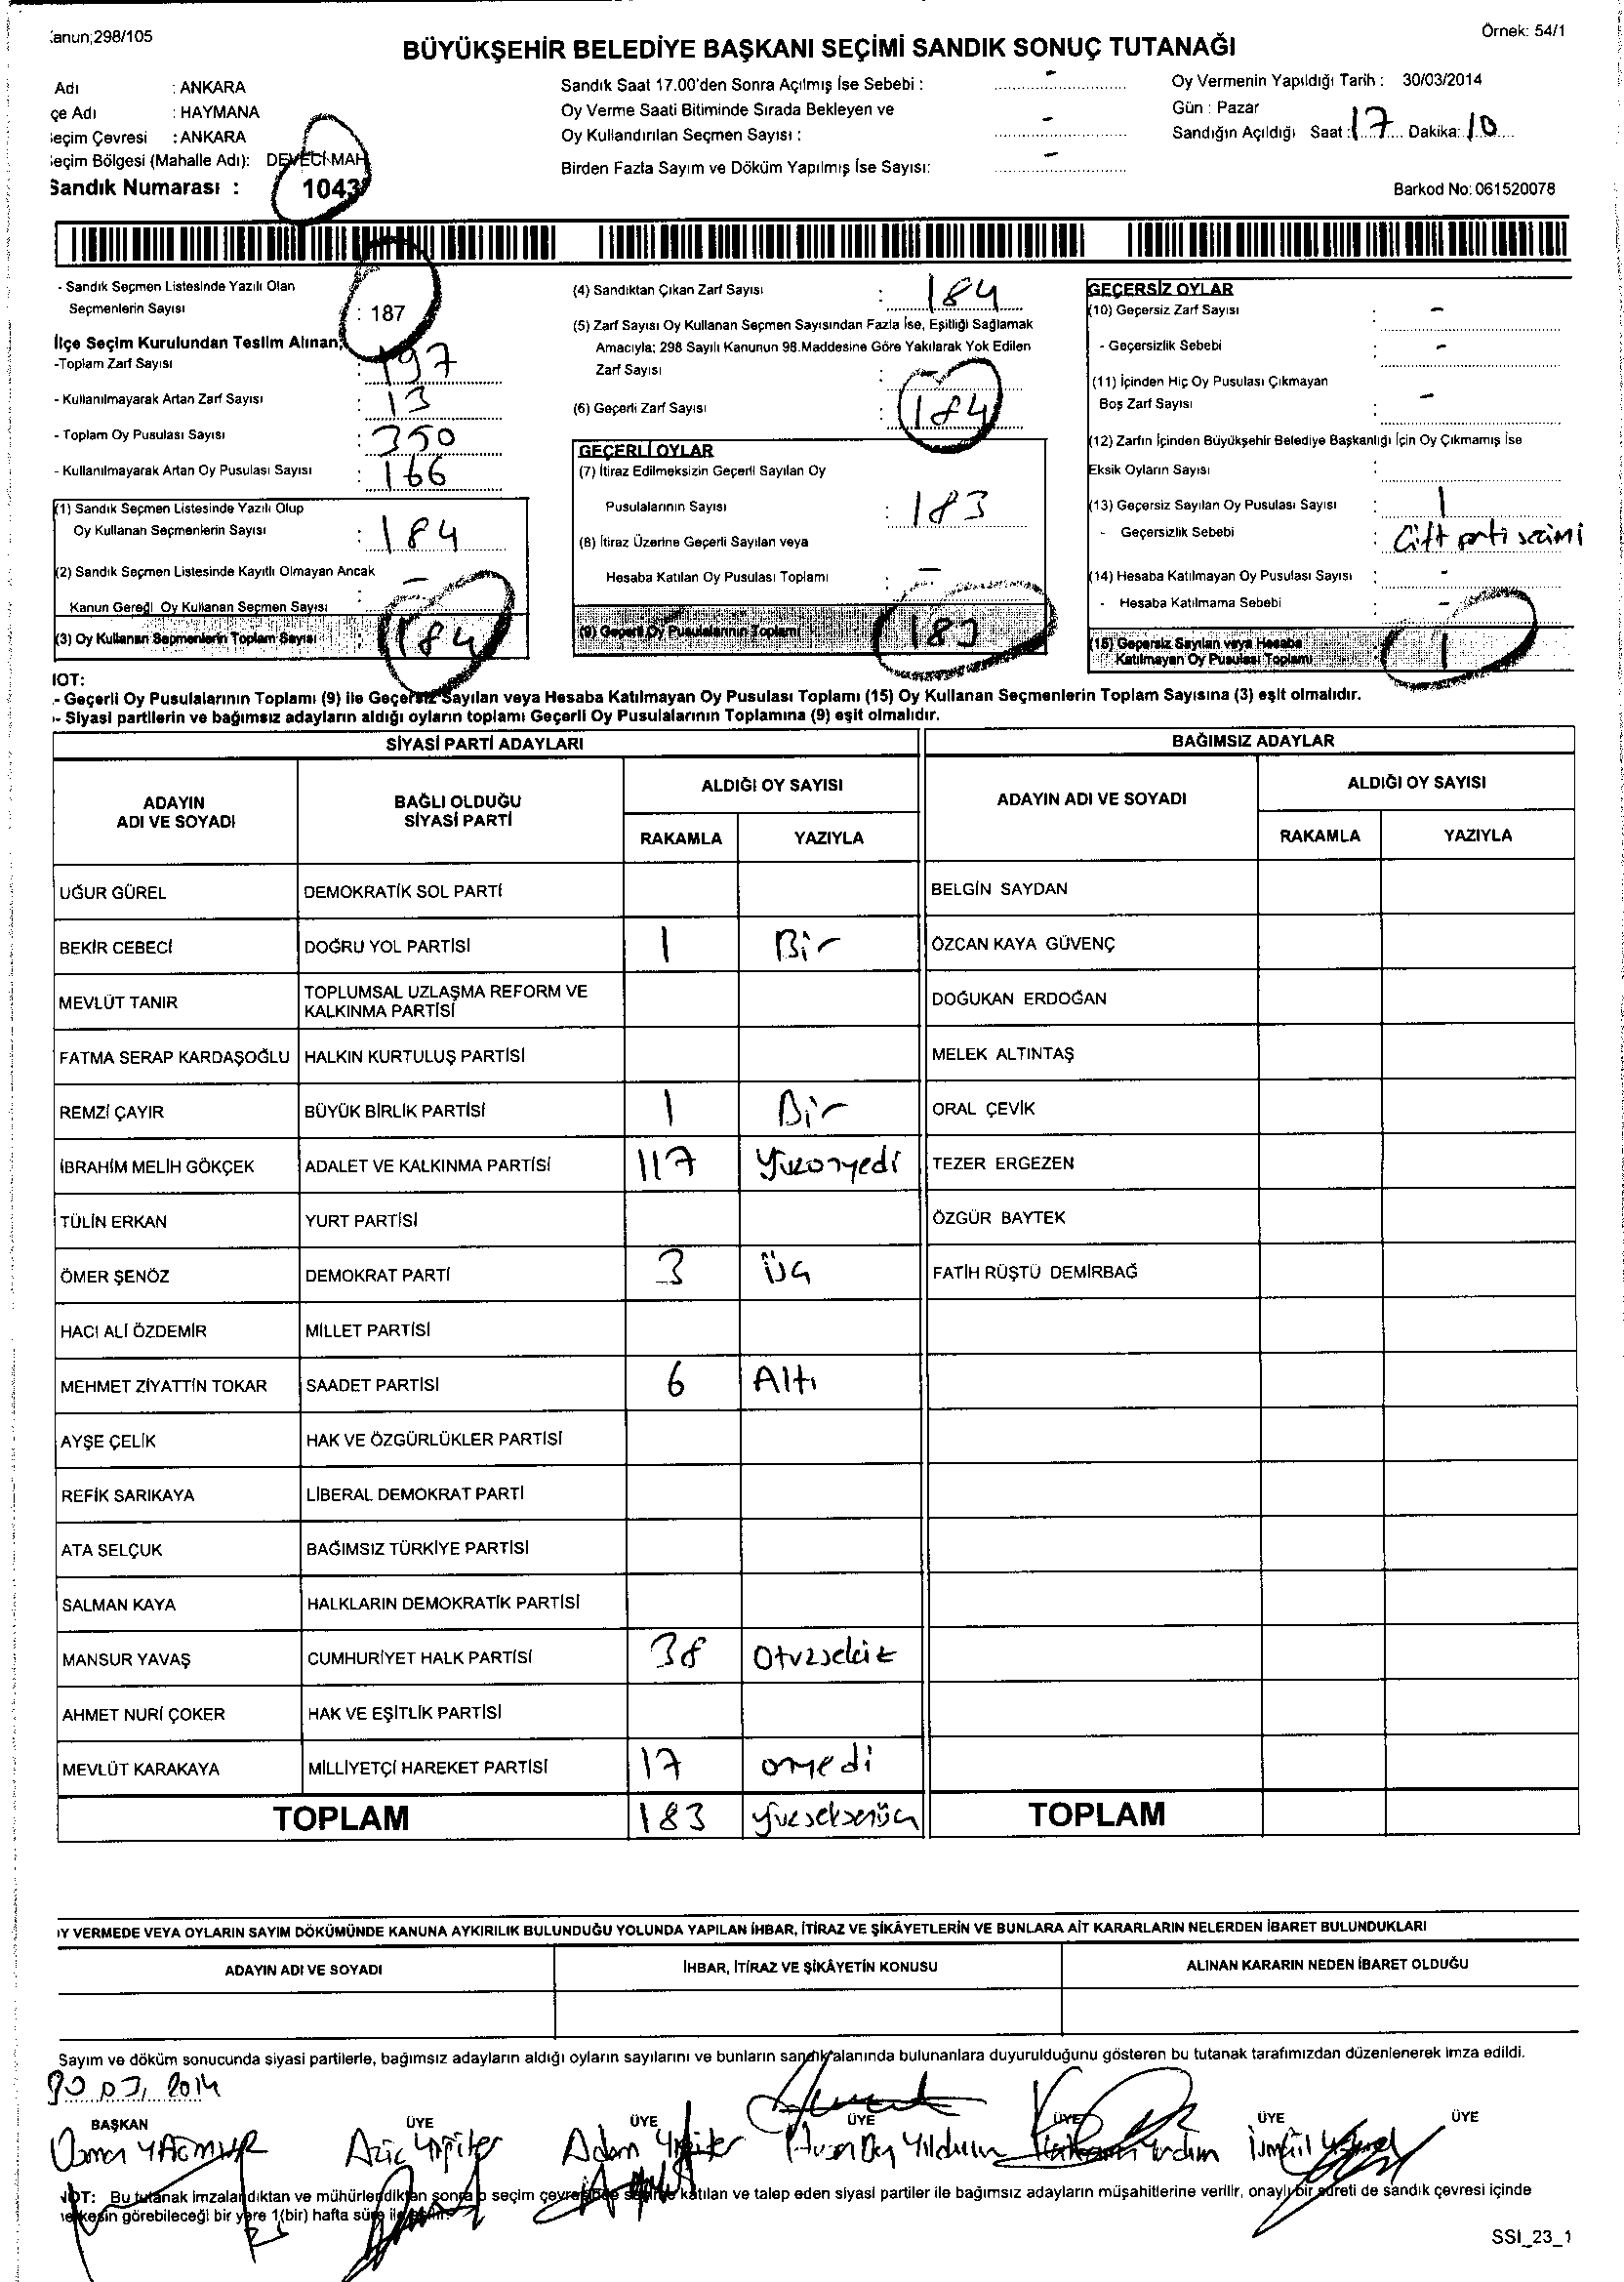 Kanun;298/105
Örnek: 54/1
BÜYÜKŞEHİR BELEDİYE BAŞKANI SEÇİMİ SANDIK SONUÇ TUTANAĞI
Adı : ANKARA
çe Adı : HAYMANA
eçim Çevresi : ANKARA
eçim Bölgesi (Mahalle Adı): DEVECİ MAH
Sandık Numarası : 1043
Sandık Saat 17.00'den Sonra Açılmış İse Sebebi : -
Oy Verme Saati Bitiminde Sırada Bekleyen ve
Oy Kullandırılan Seçmen Sayısı : -
Birden Fazla Sayım ve Döküm Yapılmış İse Sayısı: -
Oy Vermenin Yapıldığı Tarih : 30/03/2014
Gün : Pazar
Sandığın Açıldığı Saat : 17 Dakika: 10
Barkod No: 061520078
- Sandık Seçmen Listesinde Yazılı Olan
Seçmenlerin Sayısı : 187
İlçe Seçim Kurulundan Teslim Alınan;
-Toplam Zarf Sayısı : 197
- Kullanılmayarak Artan Zarf Sayısı : 13
- Toplam Oy Pusulası Sayısı : 350
- Kullanılmayarak Artan Oy Pusulası Sayısı : 166
(1) Sandık Seçmen Listesinde Yazılı Olup
Oy Kullanan Seçmenlerin Sayısı : 184
(2) Sandık Seçmen Listesinde Kayıtlı Olmayan Ancak
Kanun Gereği Oy Kullanan Seçmen Sayısı : -
(3) Oy Kullanan Seçmenlerin Toplam Sayısı : 184
(4) Sandıktan Çıkan Zarf Sayısı : 184
(5) Zarf Sayısı Oy Kullanan Seçmen Sayısından Fazla İse, Eşitliği Sağlamak
Amacıyla; 298 Sayılı Kanunun 98.Maddesine Göre Yakılarak Yok Edilen
Zarf Sayısı : -
(6) Geçerli Zarf Sayısı : 184
GEÇERLİ OYLAR
(7) İtiraz Edilmeksizin Geçerli Sayılan Oy
Pusulalarının Sayısı : 183
(8) İtiraz Üzerine Geçerli Sayılan veya
Hesaba Katılan Oy Pusulası Toplamı : -
(9) Geçerli Oy Pusulalarının Toplamı 183
GEÇERSİZ OYLAR
(10) Geçersiz Zarf Sayısı : -
- Geçersizlik Sebebi : -
(11) İçinden Hiç Oy Pusulası Çıkmayan
Boş Zarf Sayısı : -
(12) Zarfın İçinden Büyükşehir Belediye Başkanlığı İçin Oy Çıkmamış İse
Eksik Oyların Sayısı :
(13) Geçersiz Sayılan Oy Pusulası Sayısı : 1
- Geçersizlik Sebebi : Çift parti seçimi
(14) Hesaba Katılmayan Oy Pusulası Sayısı : -
- Hesaba Katılmama Sebebi : -
(15) Geçersiz Sayılan veya Hesaba
Katılmayan Oy Pusulası Toplamı : 1
NOT:
- Geçerli Oy Pusulalarının Toplamı (9) ile Geçersiz Sayılan veya Hesaba Katılmayan Oy Pusulası Toplamı (15) Oy Kullanan Seçmenlerin Toplam Sayısına (3) eşit olmalıdır.
- Siyasi partilerin ve bağımsız adayların aldığı oyların toplamı Geçerli Oy Pusulalarının Toplamına (9) eşit olmalıdır.
SİYASİ PARTİ ADAYLARI
BAĞIMSIZ ADAYLAR
ADAYIN ADI VE SOYADI
BAĞLI OLDUĞU SİYASİ PARTİ
ALDIĞI OY SAYISI
RAKAMLA YAZIYLA
ADAYIN ADI VE SOYADI
ALDIĞI OY SAYISI
RAKAMLA YAZIYLA
UĞUR GÜREL DEMOKRATİK SOL PARTİ BELGİN SAYDAN
BEKİR CEBECİ DOĞRU YOL PARTİSİ 1 Bir ÖZCAN KAYA GÜVENÇ
MEVLÜT TANIR TOPLUMSAL UZLAŞMA REFORM VE KALKINMA PARTİSİ DOĞUKAN ERDOĞAN
FATMA SERAP KARDAŞOĞLU HALKIN KURTULUŞ PARTİSİ MELEK ALTINTAŞ
REMZİ ÇAYIR BÜYÜK BİRLİK PARTİSİ 1 Bir ORAL ÇEVİK
İBRAHİM MELİH GÖKÇEK ADALET VE KALKINMA PARTİSİ 117 Yüzonyedi TEZER ERGEZEN
TÜLİN ERKAN YURT PARTİSİ ÖZGÜR BAYTEK
ÖMER ŞENÖZ DEMOKRAT PARTİ 3 Üç FATİH RÜŞTÜ DEMİRBAĞ
HACI ALİ ÖZDEMİR MİLLET PARTİSİ
MEHMET ZİYATTİN TOKAR SAADET PARTİSİ 6 Altı
AYŞE ÇELİK HAK VE ÖZGÜRLÜKLER PARTİSİ
REFİK SARIKAYA LİBERAL DEMOKRAT PARTİ
ATA SELÇUK BAĞIMSIZ TÜRKİYE PARTİSİ
SALMAN KAYA HALKLARIN DEMOKRATİK PARTİSİ
MANSUR YAVAŞ CUMHURİYET HALK PARTİSİ 38 Otuzsekiz
AHMET NURİ ÇOKER HAK VE EŞİTLİK PARTİSİ
MEVLÜT KARAKAYA MİLLİYETÇİ HAREKET PARTİSİ 17 onyedi
TOPLAM 183 yüzseksenüç TOPLAM
OY VERMEDE VEYA OYLARIN SAYIM DÖKÜMÜNDE KANUNA AYKIRILIK BULUNDUĞU YOLUNDA YAPILAN İHBAR, İTİRAZ VE ŞİKÂYETLERİN VE BUNLARA AİT KARARLARIN NELERDEN İBARET BULUNDUKLARI
ADAYIN ADI VE SOYADI İHBAR, İTİRAZ VE ŞİKÂYETİN KONUSU ALINAN KARARIN NEDEN İBARET OLDUĞU
Sayım ve döküm sonucunda siyasi partilerle, bağımsız adayların aldığı oyların sayılarını ve bunların sandık alanında bulunanlara duyurulduğunu gösteren bu tutanak tarafımızdan düzenlenerek imza edildi.
30.03.2014
BAŞKAN ÜYE ÜYE ÜYE ÜYE ÜYE ÜYE
Osman YAĞMUR Aziz Yiğiter Adem Yiğiter Yıldırım İsmail
NOT: Bu tutanak imzalandıktan ve mühürlendikten sonra o seçim çevresinde seçime katılan ve talep eden siyasi partiler ile bağımsız adayların müşahitlerine verilir, onaylı bir sureti de sandık çevresi içinde
herkesin görebileceği bir yere 1(bir) hafta süre ile asılır.
SSI_23_1